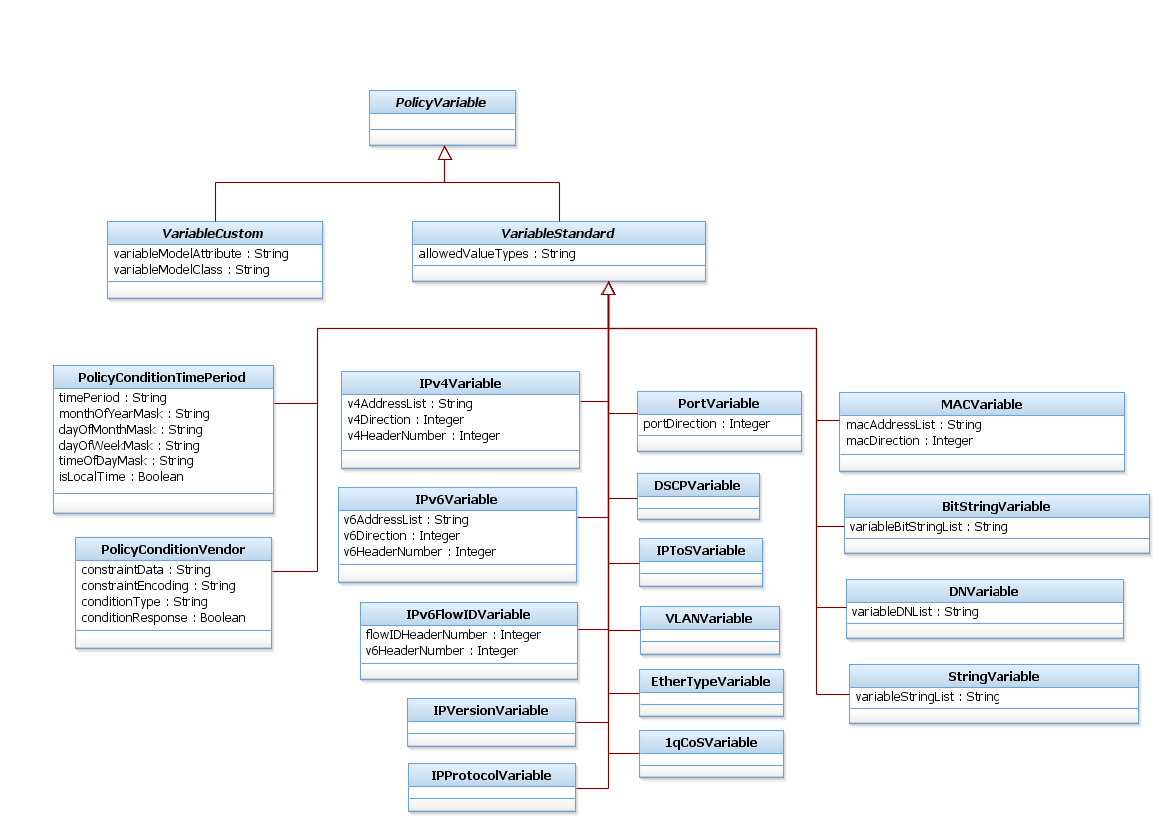 PolicyVariable
VariableCustom
variableModelAttribute : String
variableModelClass : String
VariableStandard
allowedValueTypes : String
PolicyConditionTimePeriod
timePeriod : String
monthOfYearMask : String
dayOfMonthMask : String
dayOfWeekMask : String
timeOfDayMask : String
isLocalTime : Boolean
PolicyConditionVendor
constraintData : String
constraintEncoding : String
conditionType : String
conditionResponse : Boolean
IPv4Variable
v4AddressList : String
v4Direction : Integer
v4HeaderNumber : Integer
IPv6Variable
v6AddressList : String
v6Direction : Integer
v6HeaderNumber : Integer
IPv6FlowIDVariable
flowIDHeaderNumber : Integer
v6HeaderNumber : Integer
IPVersionVariable
IPProtocolVariable
PortVariable
portDirection : Integer
DSCPVariable
IPToSVariable
VLANVariable
EtherTypeVariable
1qCoSVariable
MACVariable
macAddressList : String
macDirection : Integer
BitStringVariable
variableBitStringList : String
DNVariable
variableDNList : String
StringVariable
variableStringList : String